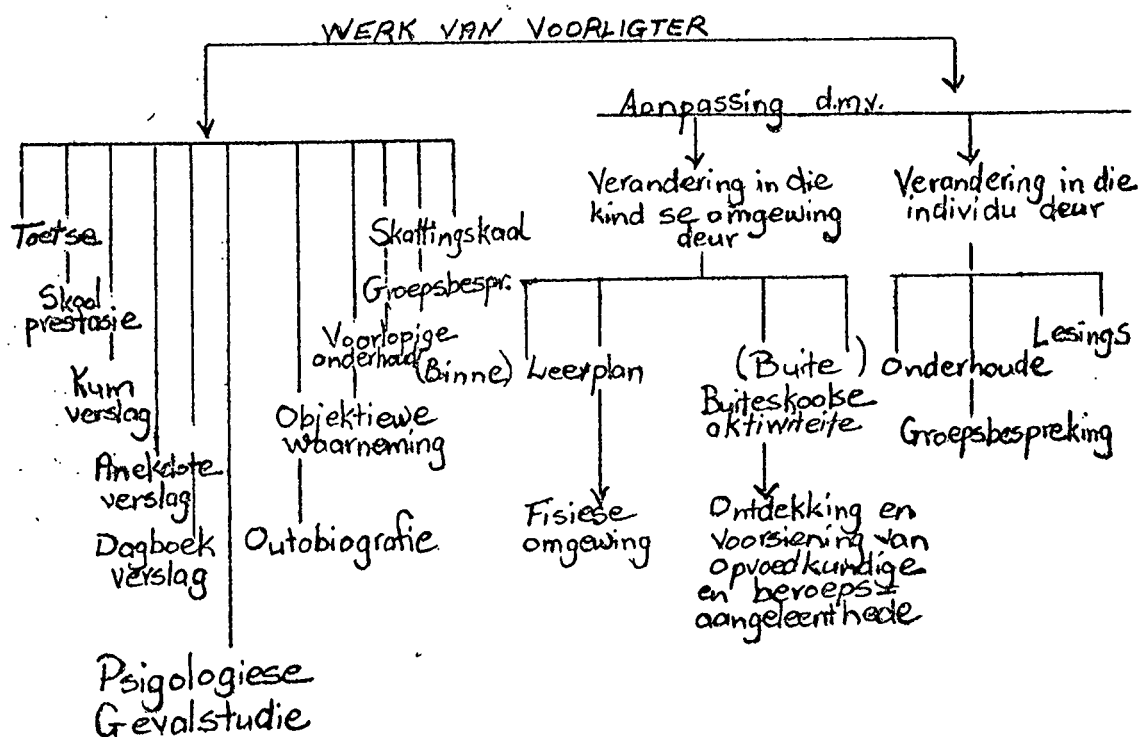 WERK VAN VOORLIGTER
Aanpassing d.m.v.
Toetse
Skool
prestasie
Kum
verslag
Anekdote
verslag
Dagboek
verslag
Psigologiese
Gevalstudie
Outobiografie
Objektiewe
waarneming
Voorlopige
onderhoud
Groepsbespr.
Skattingskaal
Verandering in die
kind se omgewing
deur
(Binne) Leerplan
Fisiese
omgewing
(Buite)
Buiteskoolse
aktiwiteite
Ontdekking en
voorsiening van
opvoedkundige
en beroeps=
aangeleenthede
Verandering in die
individu deur
Onderhoude
Groepsbespreking
Lesings